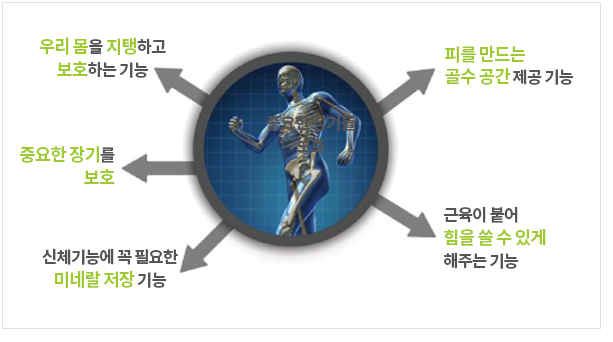 우리 몸을 지탱하고
보호하는 기능
피를 만드는
골수 공간 제공 기능
중요한 장기를
보호
신체기능에 꼭 필요한
미네랄 저장 기능
근육이 붙어
힘을 쓸 수 있게
해주는 기능